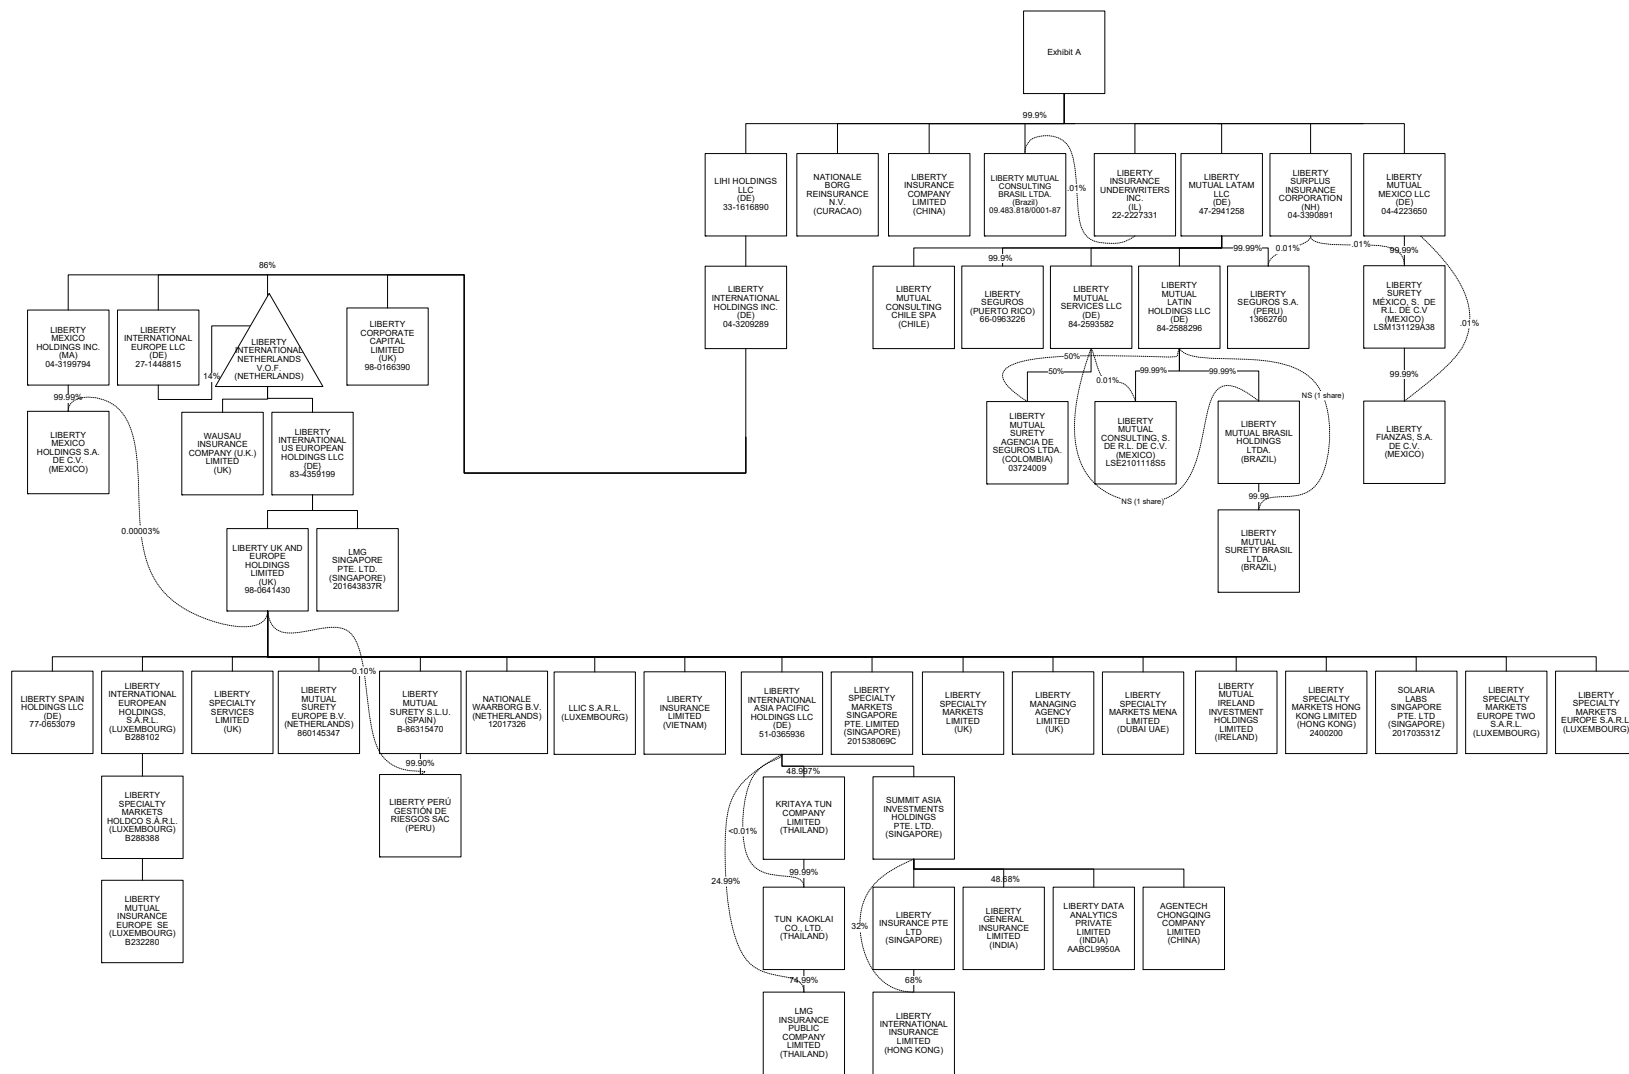 Exhibit A
99.9%
LIHI HOLDINGS
LLC
(DE)
33-1616890
NATIONALE
BORG
REINSURANCE
N.V.
(CURACAO)
LIBERTY
INSURANCE
COMPANY
LIMITED
(CHINA)
LIBERTY MUTUAL
CONSULTING
BRASIL LTDA.
(Brazil)
09.483.818/0001-87
.01%
LIBERTY
INSURANCE
UNDERWRITERS
INC.
(IL)
22-2227331
LIBERTY
MUTUAL LATAM
LLC
(DE)
47-2941258
LIBERTY
SURPLUS
INSURANCE
CORPORATION
(NH)
04-3390891
LIBERTY
MUTUAL
MEXICO LLC
(DE)
04-4223650
99.9%
99.99%
0.01%
.01%
99.99%
86%
LIBERTY
INTERNATIONAL
HOLDINGS INC.
(DE)
04-3209289
LIBERTY
MUTUAL
CONSULTING
CHILE SPA
(CHILE)
LIBERTY
SEGUROS
(PUERTO RICO)
66-0963226
LIBERTY
MUTUAL
SERVICES LLC
(DE)
84-2593582
LIBERTY
MUTUAL
LATIN
HOLDINGS LLC
(DE)
84-2588296
LIBERTY
SEGUROS S.A.
(PERU)
13662760
LIBERTY
SURETY
MÉXICO, S. DE
R.L. DE C.V
(MEXICO)
LSM131129A38
.01%
LIBERTY
MEXICO
HOLDINGS INC.
(MA)
04-3199794
LIBERTY
INTERNATIONAL
EUROPE LLC
(DE)
27-1448815
14%
LIBERTY
INTERNATIONAL
NETHERLANDS
V.O.F.
(NETHERLANDS)
LIBERTY
CORPORATE
CAPITAL
LIMITED
(UK)
98-0166390
50%
50%
0.01%
99.99%
99.99%
99.99%
NS (1 share)
99.99%
LIBERTY
MEXICO
HOLDINGS S.A.
DE C.V.
(MEXICO)
WAUSAU
INSURANCE
COMPANY (U.K.)
LIMITED
(UK)
LIBERTY
INTERNATIONAL
US EUROPEAN
HOLDINGS LLC
(DE)
83-4359199
LIBERTY
MUTUAL
SURETY
AGENCIA DE
SEGUROS LTDA.
(COLOMBIA)
03724009
LIBERTY
MUTUAL
CONSULTING, S.
DE R.L. DE C.V.
(MEXICO)
LSE2101118S5
LIBERTY
MUTUAL BRASIL
HOLDINGS
LTDA.
(BRAZIL)
LIBERTY
FIANZAS, S.A.
DE C.V.
(MEXICO)
NS (1 share)
99.99
0.00003%
LIBERTY UK AND
EUROPE
HOLDINGS
LIMITED
(UK)
98-0641430
LMG
SINGAPORE
PTE. LTD.
(SINGAPORE)
201643837R
LIBERTY
MUTUAL
SURETY BRASIL
LTDA.
(BRAZIL)
0.10%
LIBERTY SPAIN
HOLDINGS LLC
(DE)
77-0653079
LIBERTY
INTERNATIONAL
EUROPEAN
HOLDINGS,
S.À.R.L.
(LUXEMBOURG)
B288102
LIBERTY
SPECIALTY
SERVICES
LIMITED
(UK)
LIBERTY
MUTUAL
SURETY
EUROPE B.V.
(NETHERLANDS)
860145347
LIBERTY
MUTUAL
SURETY S.L.U.
(SPAIN)
B-86315470
NATIONALE
WAARBORG B.V.
(NETHERLANDS)
12017326
LLIC S.A.R.L.
(LUXEMBOURG)
LIBERTY
INSURANCE
LIMITED
(VIETNAM)
LIBERTY
INTERNATIONAL
ASIA PACIFIC
HOLDINGS LLC
(DE)
51-0365936
LIBERTY
SPECIALTY
MARKETS
SINGAPORE
PTE. LIMITED
(SINGAPORE)
201538069C
LIBERTY
SPECIALTY
MARKETS
LIMITED
(UK)
LIBERTY
MANAGING
AGENCY
LIMITED
(UK)
LIBERTY
SPECIALTY
MARKETS MENA
LIMITED
(DUBAI UAE)
LIBERTY
MUTUAL
IRELAND
INVESTMENT
HOLDINGS
LIMITED
(IRELAND)
LIBERTY
SPECIALTY
MARKETS HONG
KONG LIMITED
(HONG KONG)
2400200
SOLARIA
LABS
SINGAPORE
PTE. LTD
(SINGAPORE)
201703531Z
LIBERTY
SPECIALTY
MARKETS
EUROPE TWO
S.A.R.L.
(LUXEMBOURG)
LIBERTY
SPECIALTY
MARKETS
EUROPE S.A.R.L
(LUXEMBOURG)
99.90%
48.997%
LIBERTY
SPECIALTY
MARKETS
HOLDCO S.À.R.L.
(LUXEMBOURG)
B288388
LIBERTY PERÚ
GESTIÓN DE
RIESGOS SAC
(PERU)
<0.01%
KRITAYA TUN
COMPANY
LIMITED
(THAILAND)
SUMMIT ASIA
INVESTMENTS
HOLDINGS
PTE. LTD.
(SINGAPORE)
24.99%
99.99%
48.68%
LIBERTY
MUTUAL
INSURANCE
EUROPE SE
(LUXEMBOURG)
B232280
TUN KAOKLAI
CO., LTD.
(THAILAND)
32%
LIBERTY
INSURANCE PTE
LTD
(SINGAPORE)
LIBERTY
GENERAL
INSURANCE
LIMITED
(INDIA)
LIBERTY DATA
ANALYTICS
PRIVATE
LIMITED
(INDIA)
AABCL9950A
AGENTECH
CHONGQING
COMPANY
LIMITED
(CHINA)
74.99%
68%
LMG
INSURANCE
PUBLIC
COMPANY
LIMITED
(THAILAND)
LIBERTY
INTERNATIONAL
INSURANCE
LIMITED
(HONG KONG)